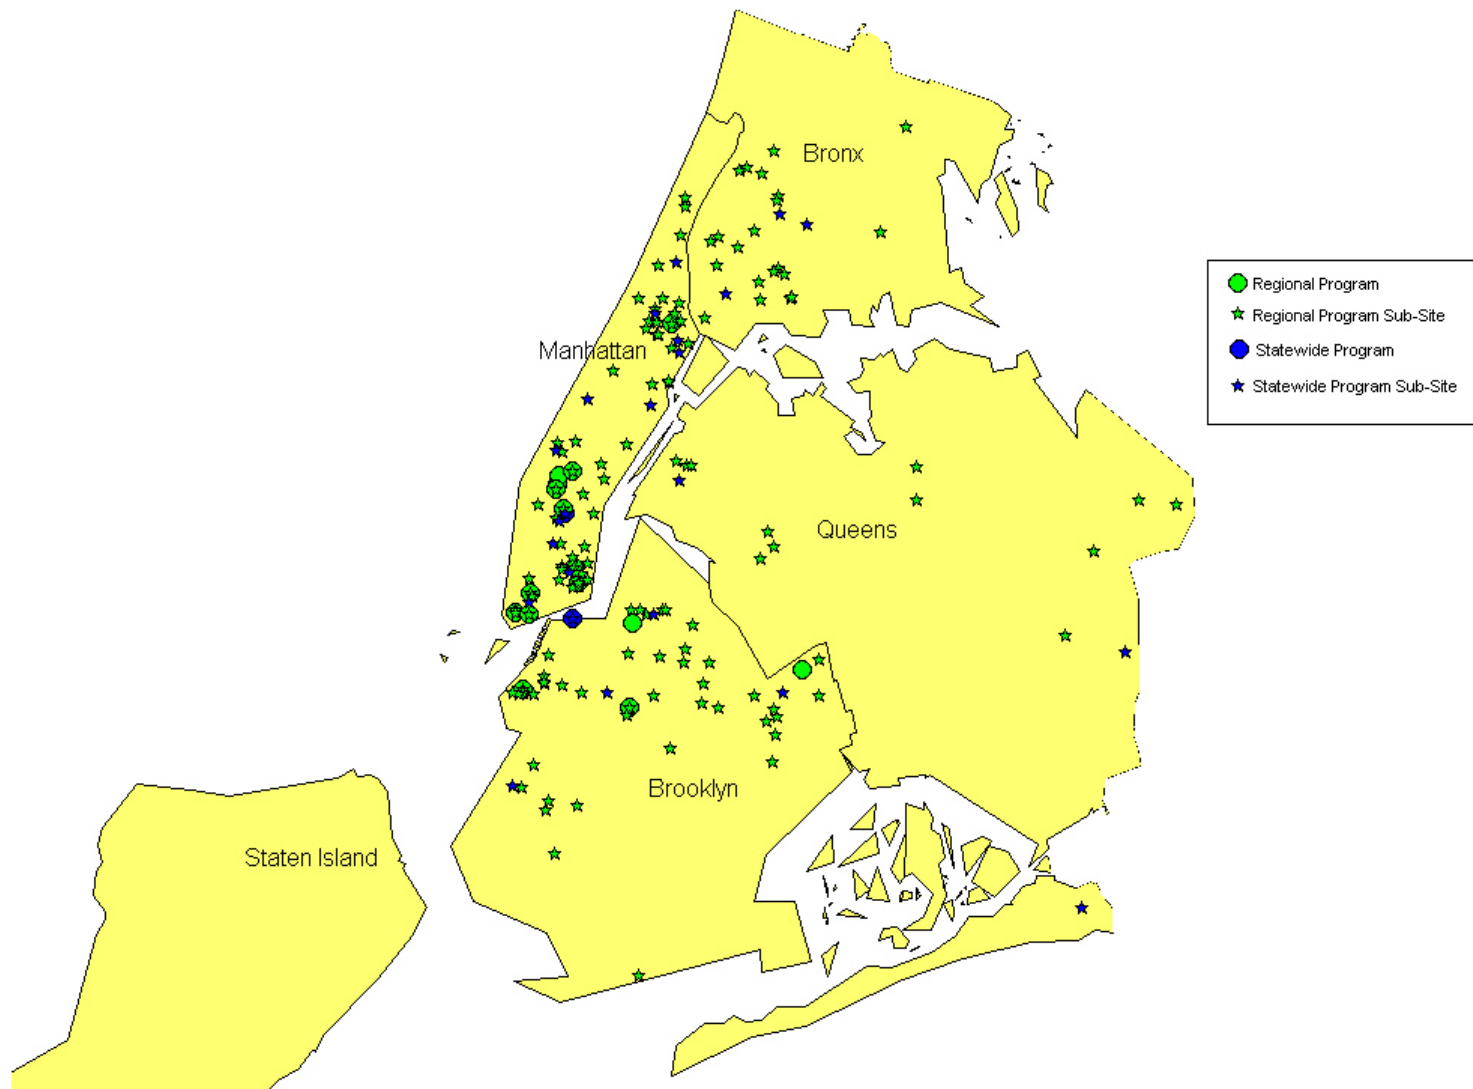 Bronx
Regional Program
Regional Program Sub-Site
Manhattan
Statewide Program
Statewide Program Sub-Site
Queens
Brooklyn
Staten Island